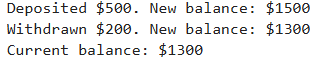 Deposited $500. New balance: $1500
Withdrawn $200. New balance: $1300
Current balance: $1300